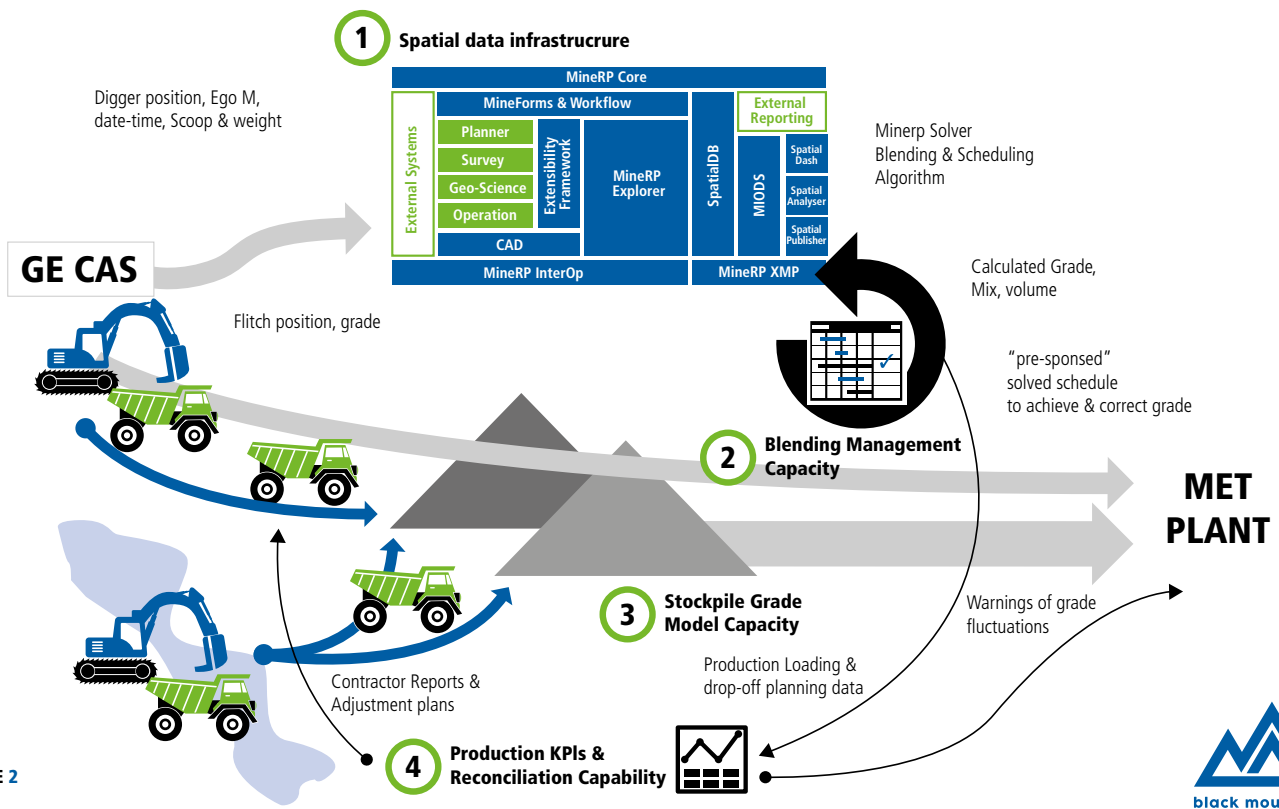 1 Spatial data infrastrucrure
Digger position, Ego M,
date-time, Scoop & weight
MineRP Core
External Systems
MineForms & Workflow
Planner
Survey
Geo-Science
Operation
Extensibility
Framework
MineRP
Explorer
CAD
SpatialDB
External
Reporting
MIODS
Spatial
Dash
Spatial
Analyser
Spatial
Publisher
MineRP InterOp
MineRP XMP
Minerp Solver
Blending & Scheduling
Algorithm
GE CAS
Flitch position, grade
Calculated Grade,
Mix, volume
“pre-sponsed”
solved schedule
to achieve & correct grade
2 Blending Management
Capacity
MET
PLANT
3 Stockpile Grade
Model Capacity
Warnings of grade
fluctuations
Contractor Reports &
Adjustment plans
Production Loading &
drop-off planning data
4 Production KPIs &
Reconciliation Capability
E 2
black mou